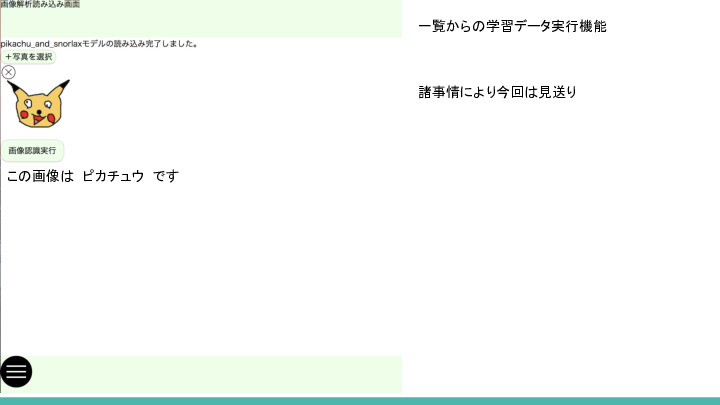 画像解析読み込み画面
pikachu_and_snorlaxモデルの読み込み完了しました。
＋写真を選択
画像認識実行
この画像は ピカチュウ です
一覧からの学習データ実行機能
諸事情により今回は見送り